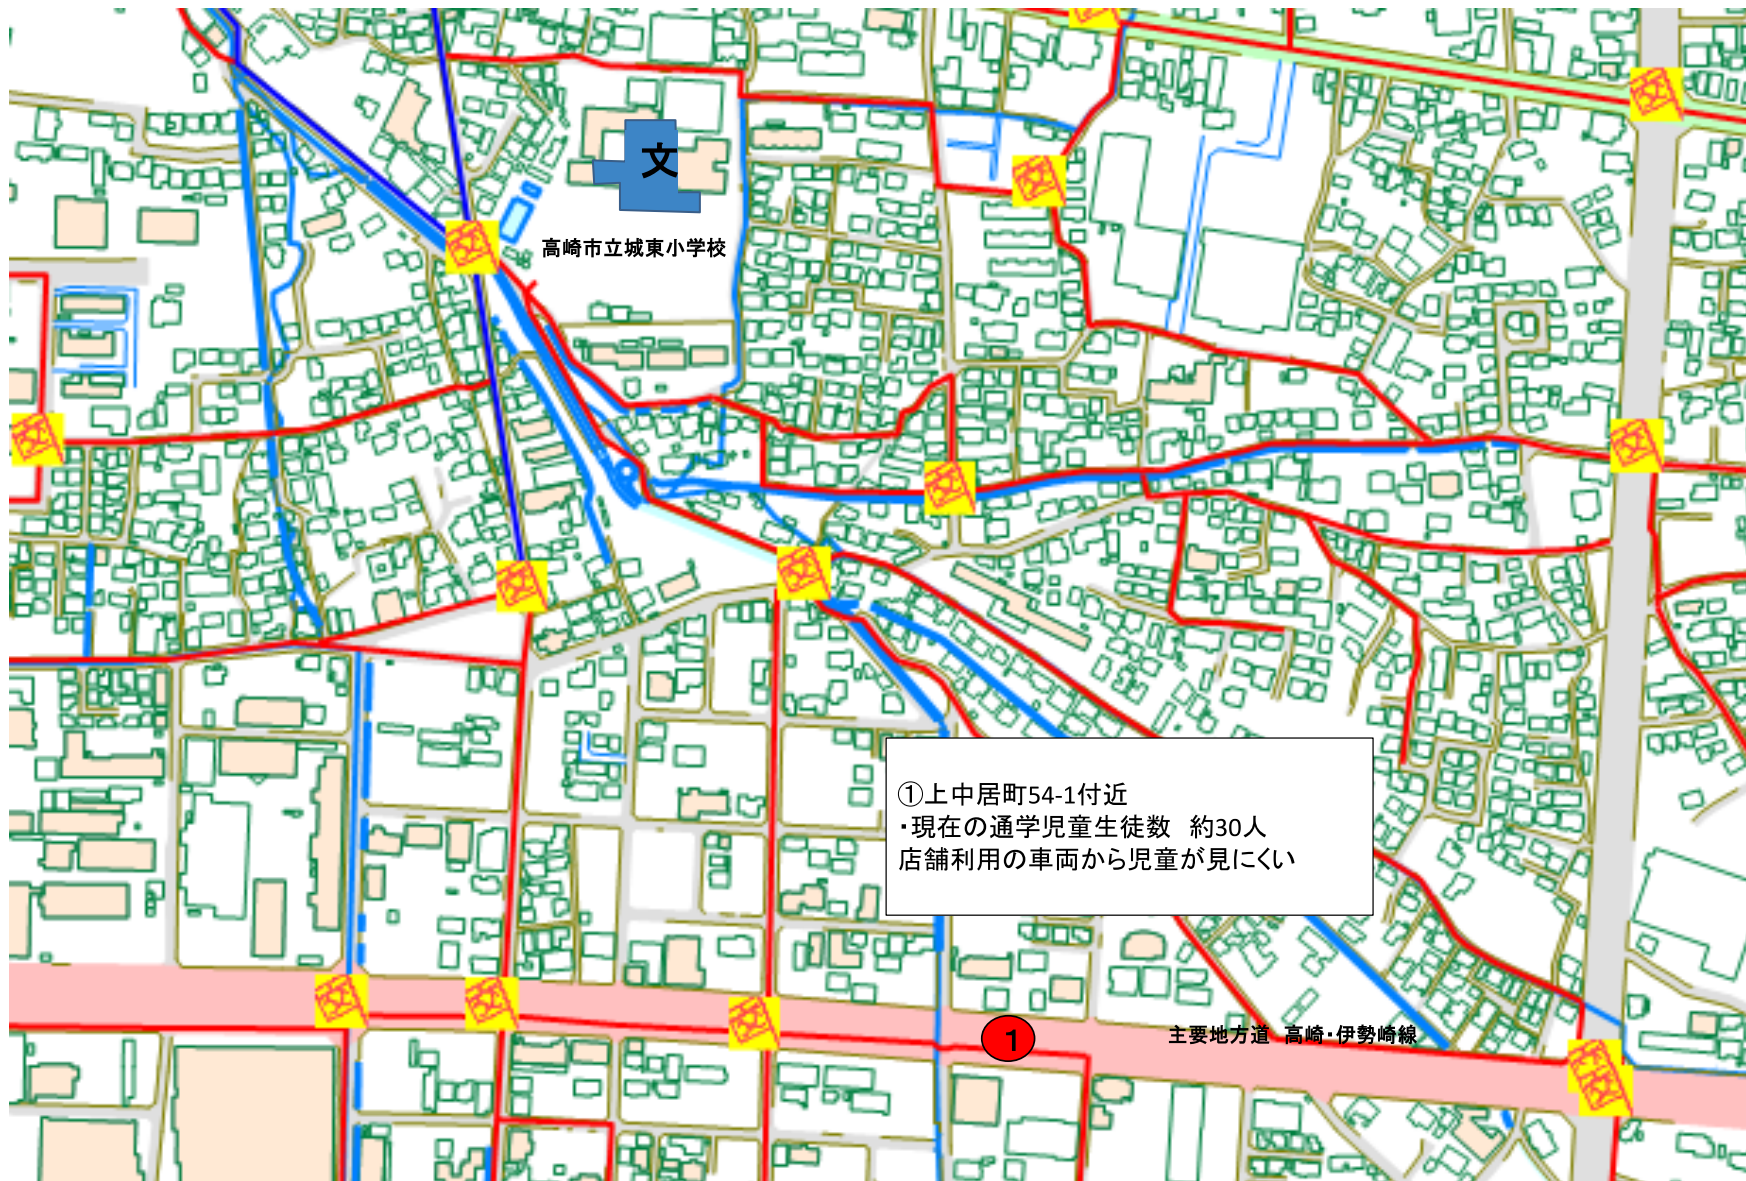 文
高崎市立城東小学校
①上中居町54-1付近
・現在の通学児童生徒数　約30人
店舗利用の車両から児童が見にくい
1
主要地方道　高崎・伊勢崎線